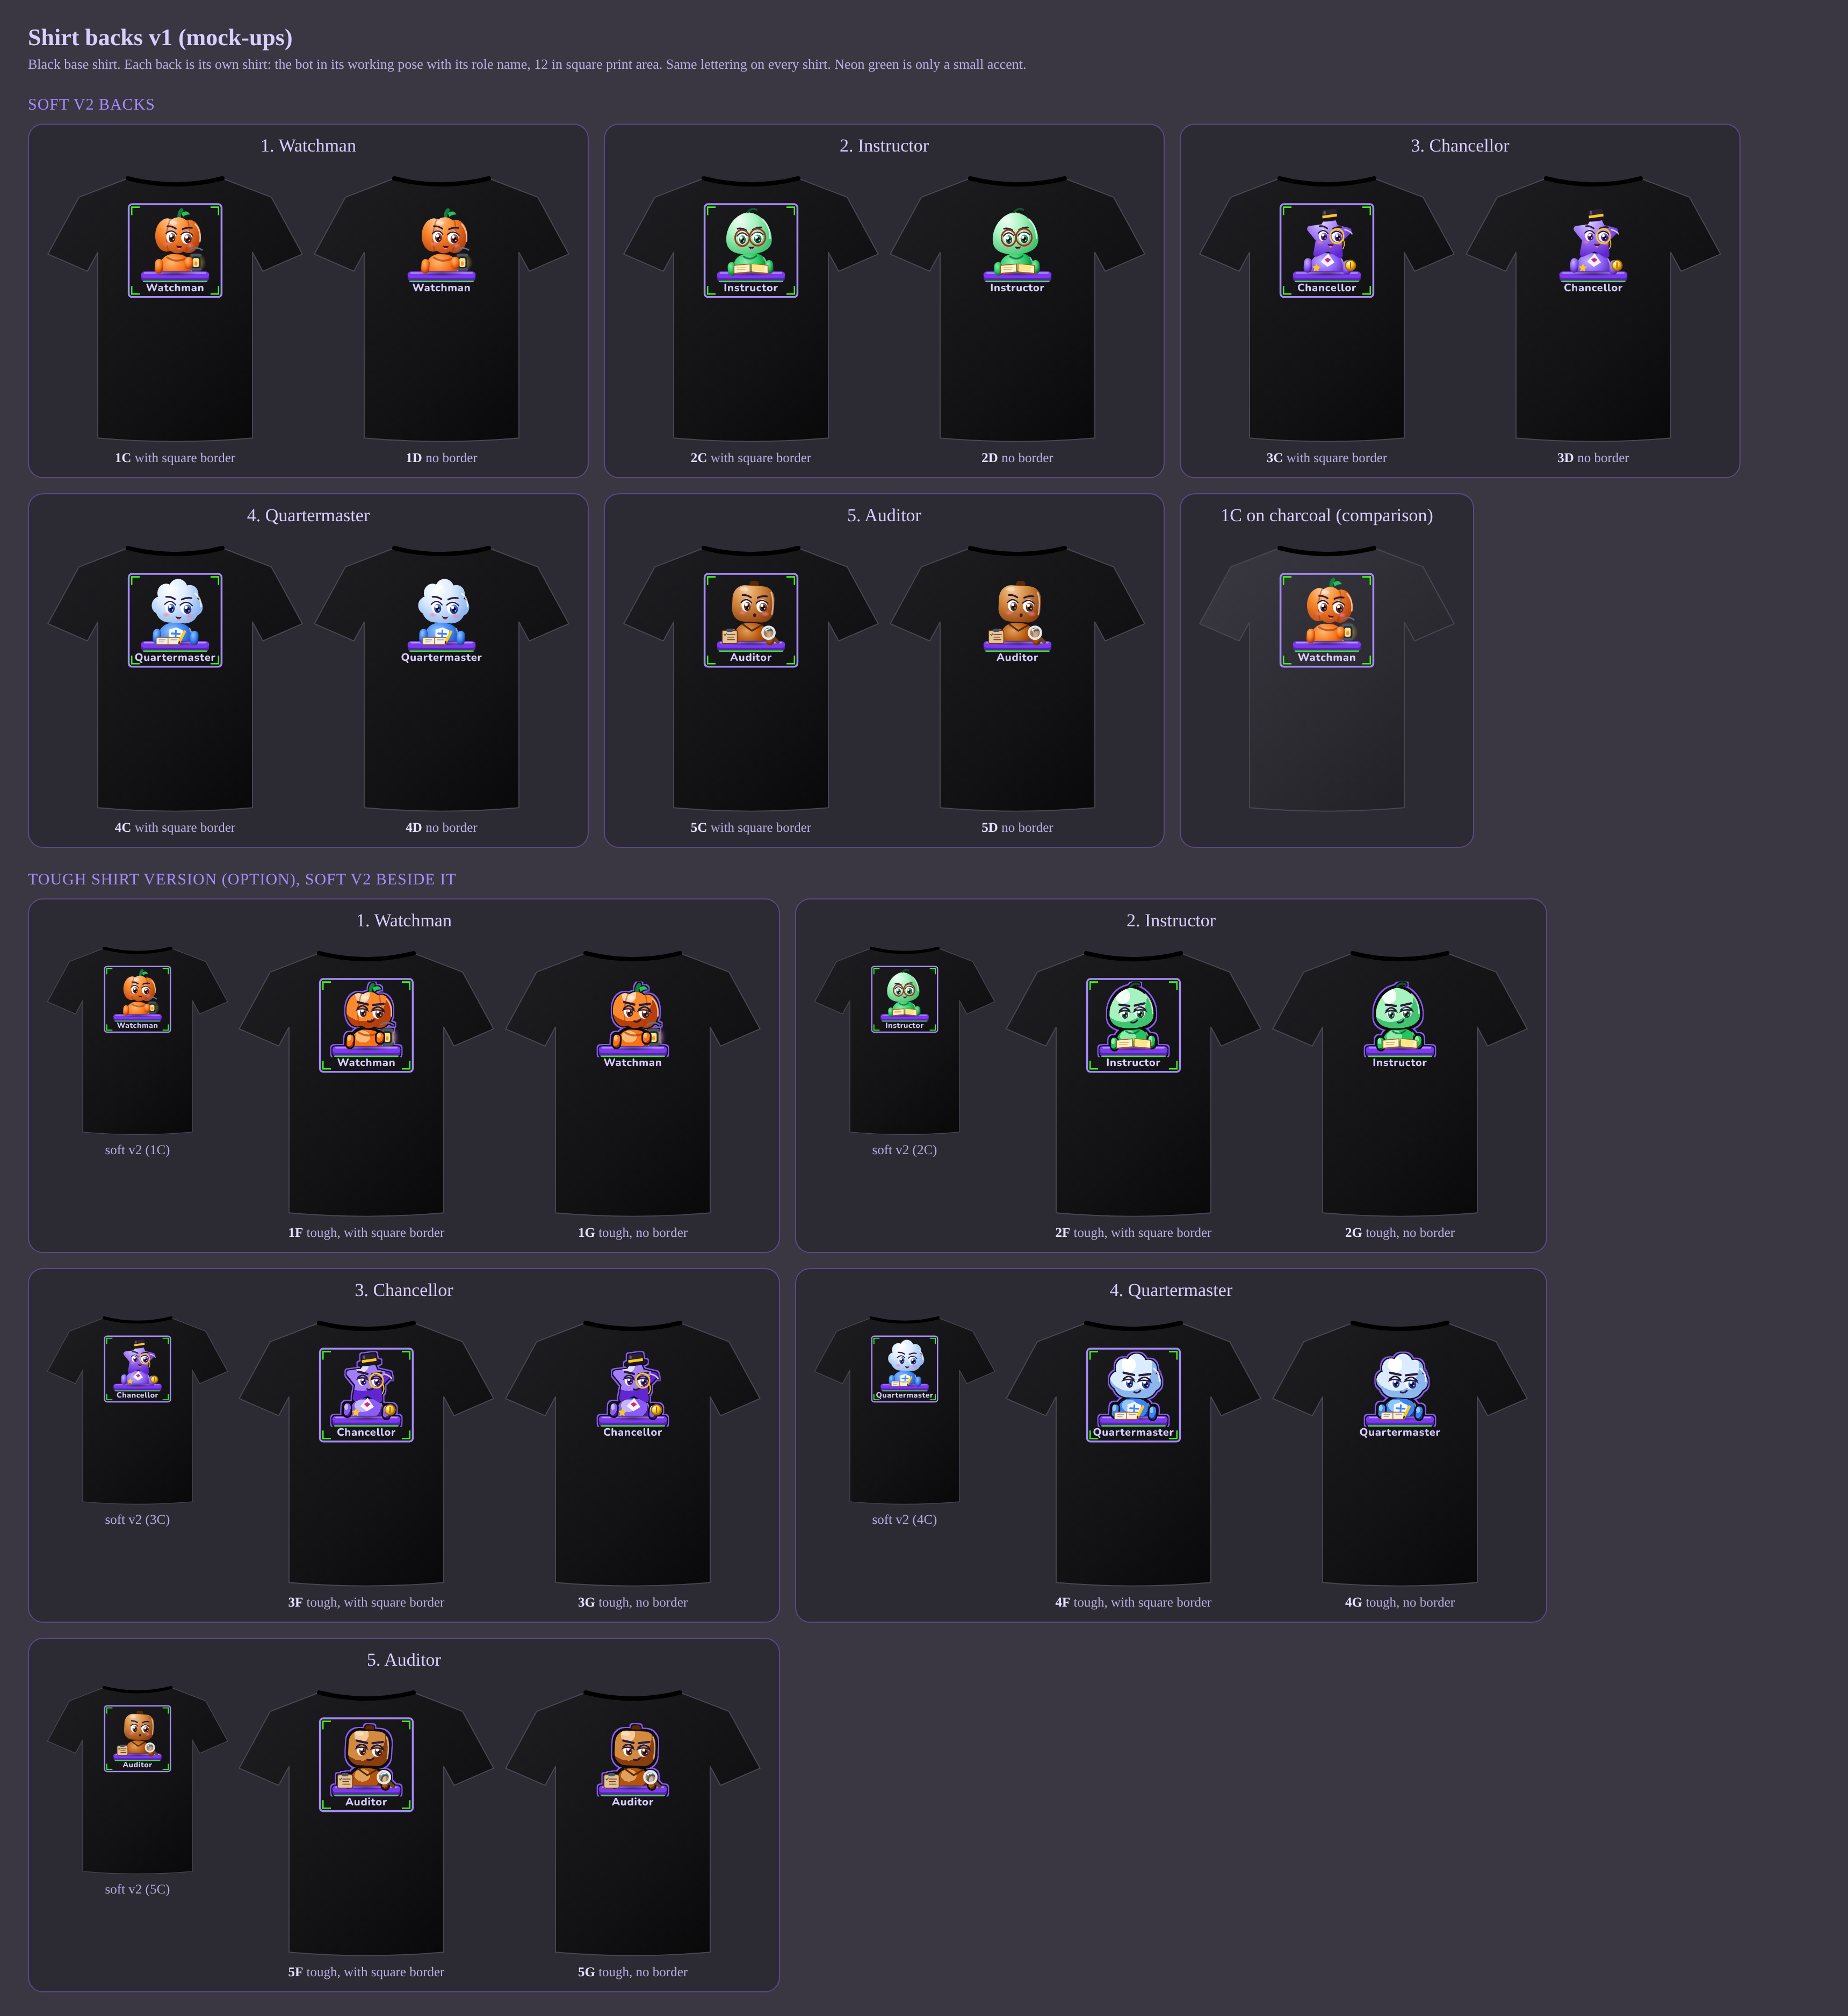 Shirt backs v1 (mock-ups)
Black base shirt. Each back is its own shirt: the bot in its working pose with its role name, 12 in square print area. Same lettering on every shirt. Neon green is only a small accent.
SOFT V2 BACKS
1. Watchman
Watchman
Watchman
1C with square border
1D no border
2. Instructor
Instructor
Instructor
2C with square border
2D no border
3. Chancellor
Chancellor
Chancellor
3C with square border
3D no border
4. Quartermaster
Quartermaster
Quartermaster
4C with square border
4D no border
5. Auditor
Auditor
Auditor
5C with square border
5D no border
1C on charcoal (comparison)
Watchman
TOUGH SHIRT VERSION (OPTION), SOFT V2 BESIDE IT
1. Watchman
Watchman
Watchman
Watchman
soft v2 (1C)
1F tough, with square border
1G tough, no border
2. Instructor
Instructor
Instructor
Instructor
soft v2 (2C)
2F tough, with square border
2G tough, no border
3. Chancellor
Chancellor
Chancellor
Chancellor
soft v2 (3C)
3F tough, with square border
3G tough, no border
4. Quartermaster
Quartermaster
Quartermaster
Quartermaster
soft v2 (4C)
4F tough, with square border
4G tough, no border
5. Auditor
Auditor
Auditor
Auditor
soft v2 (5C)
5F tough, with square border
5G tough, no border